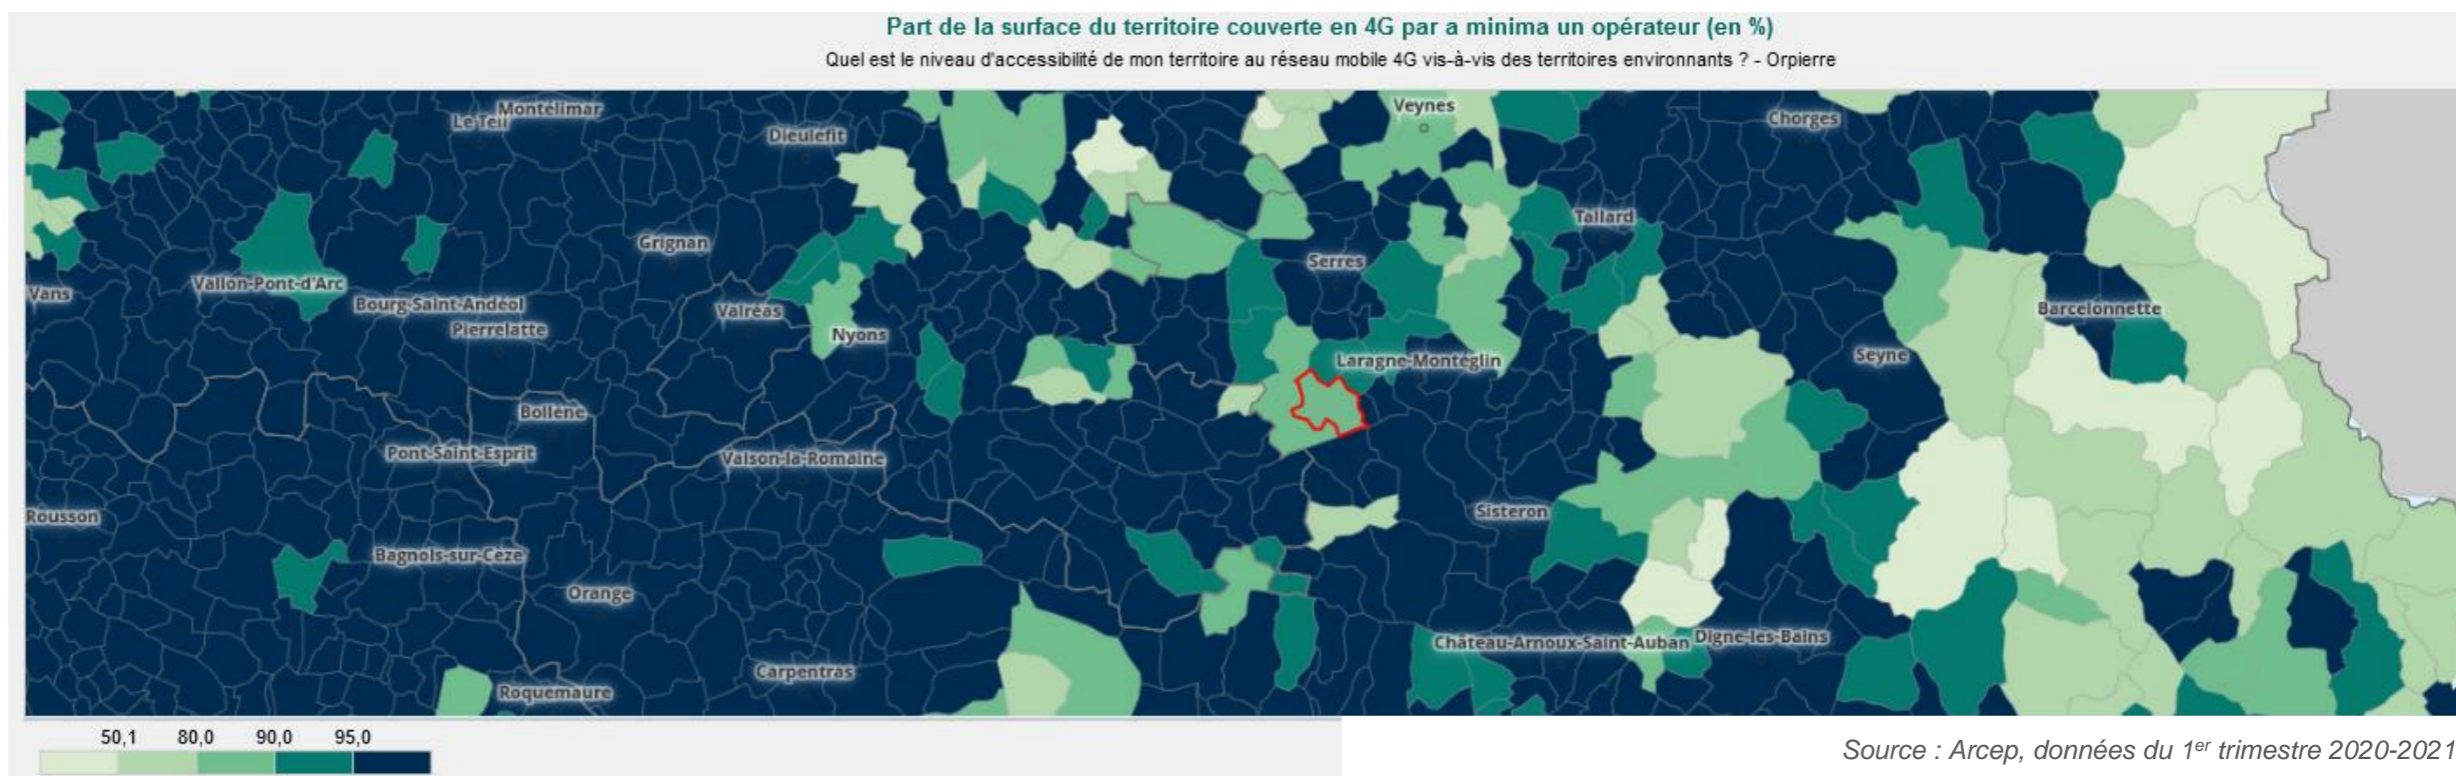 Part de la surface du territoire couverte en 4G par a minima un opérateur (en %)
Quel est le niveau d'accessibilité de mon territoire au réseau mobile 4G vis-à-vis des territoires environnants ? - Orpierre
Montélimar
Le Teil
Dieulefit
Veynes
Chorges
Tallard
Grignan
Serres
Vallon-Pont-d'Arc
Vans
Bourg-Saint-Andéol
Valréas
Barcelonnette
Pierrelatte
Nyons
Laragne-Montéglin
Seyne
Bollène
Pont-Saint-Esprit
Vaison-la-Romaine
Rousson
Sisteron
Bagnols-sur-Cèze
Orange
Château-Arnoux-Saint-Auban
Digne-les-Bains
Carpentras
Roquemaure
50,1 80,0 90,0 95,0
Source : Arcep, données du 1er trimestre 2020-2021